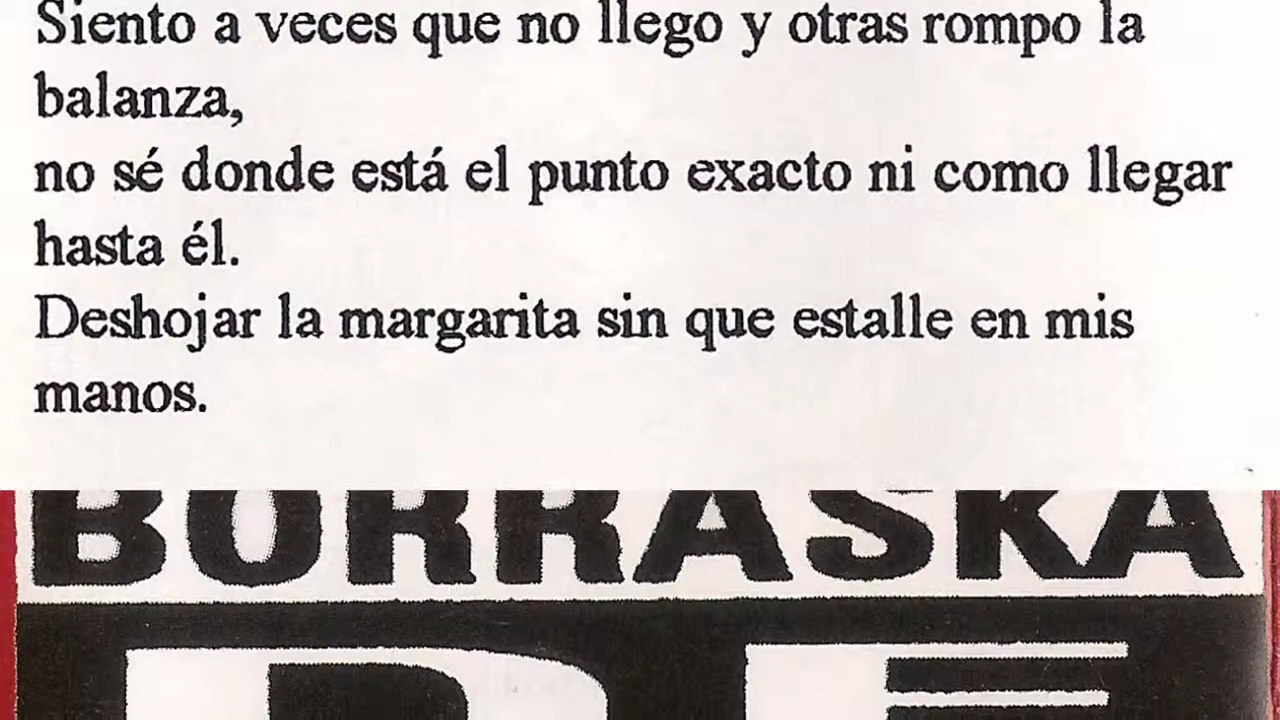 Siento a veces que no llego y otras rompo la
balanza,
no sé donde está el punto exacto ni como llegar
hasta él.
Deshojar la margarita sin que estalle en mis
manos.
BORRASKA